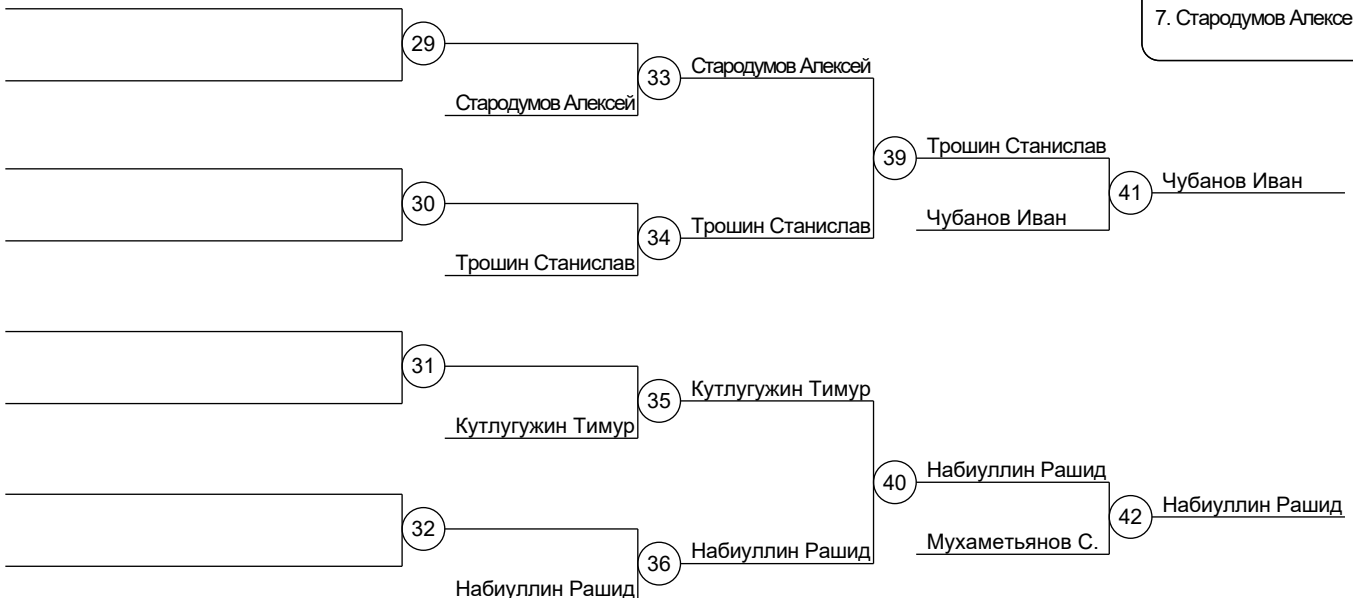 7. Стародумов Алексе
29
33
Стародумов Алексей
Стародумов Алексей
39
Трошин Станислав
41
Чубанов Иван
30
34
Трошин Станислав
Чубанов Иван
Трошин Станислав
31
35
Кутлугужин Тимур
Кутлугужин Тимур
40
Набиуллин Рашид
42
Набиуллин Рашид
32
36
Набиуллин Рашид
Мухаметьянов С.
Набиуллин Рашид